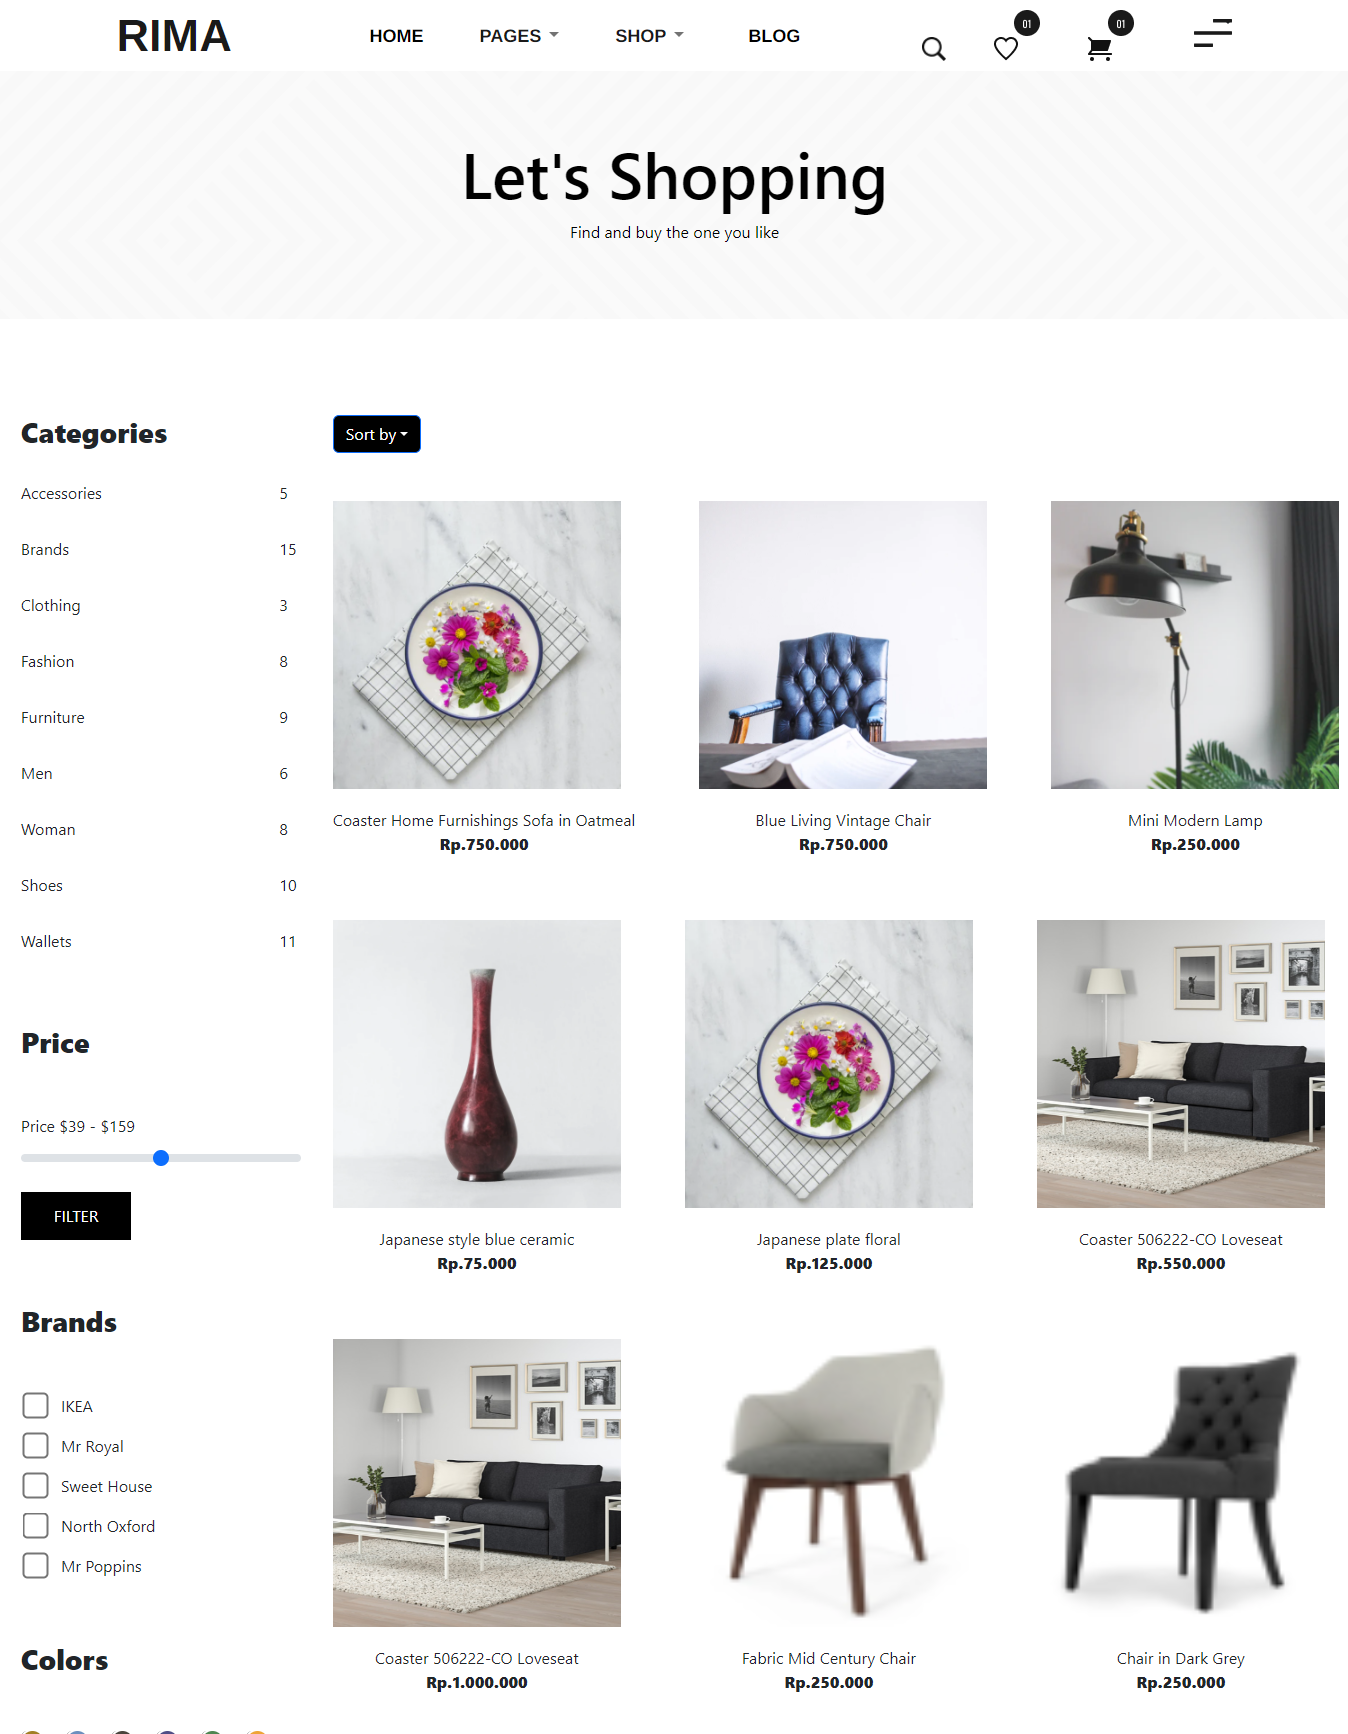 RIMA
HOME
PAGES
SHOP
BLOG
01
01
Let's Shopping
Find and buy the one you like
Categories
Accessories 5
Brands 15
Clothing 3
Fashion 8
Furniture 9
Men 6
Woman 8
Shoes 10
Wallets 11
Price
Price $39 - $159
FILTER
Brands
IKEA
Mr Royal
Sweet House
North Oxford
Mr Poppins
Colors
Sort by
Coaster Home Furnishings Sofa in Oatmeal
Rp.750.000
Blue Living Vintage Chair
Rp.750.000
Mini Modern Lamp
Rp.250.000
Japanese style blue ceramic
Rp.75.000
Japanese plate floral
Rp.125.000
Coaster 506222-CO Loveseat
Rp.550.000
Coaster 506222-CO Loveseat
Rp.1.000.000
Fabric Mid Century Chair
Rp.250.000
Chair in Dark Grey
Rp.250.000